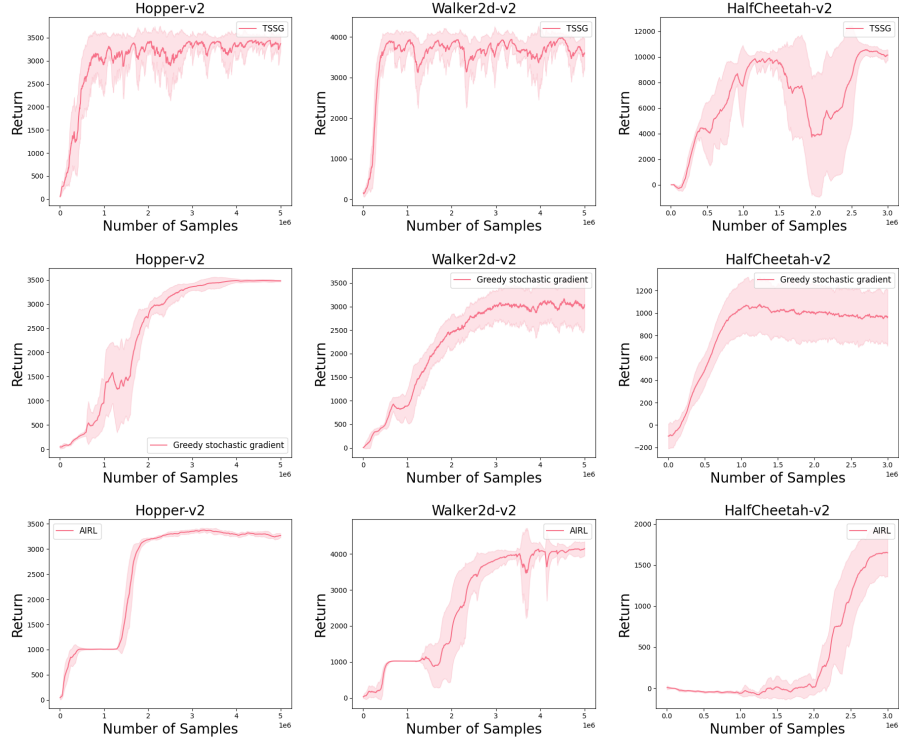 Hopper-v2
TSSG
3500
3000
2500
2000
1500
1000
500
0
Return
0 1 2 3 4 5
1e6
Number of Samples
Walker2d-v2
TSSG
4000
3000
2000
1000
0
Return
0 1 2 3 4 5
1e6
Number of Samples
HalfCheetah-v2
TSSG
12000
10000
8000
6000
4000
2000
0
Return
0.0 0.5 1.0 1.5 2.0 2.5 3.0
1e6
Number of Samples
Hopper-v2
3500
3000
2500
2000
1500
1000
500
0
Return
Greedy stochastic gradient
0 1 2 3 4 5
1e6
Number of Samples
Walker2d-v2
Greedy stochastic gradient
3500
3000
2500
2000
1500
1000
500
0
Return
0 1 2 3 4 5
1e6
Number of Samples
HalfCheetah-v2
Greedy stochastic gradient
1200
1000
800
600
400
200
0
−200
Return
0.0 0.5 1.0 1.5 2.0 2.5 3.0
1e6
Number of Samples
Hopper-v2
AIRL
3500
3000
2500
2000
1500
1000
500
0
Return
0 1 2 3 4 5
1e6
Number of Samples
Walker2d-v2
AIRL
4000
3000
2000
1000
0
Return
0 1 2 3 4 5
1e6
Number of Samples
HalfCheetah-v2
AIRL
2000
1500
1000
500
0
Return
0.0 0.5 1.0 1.5 2.0 2.5 3.0
1e6
Number of Samples